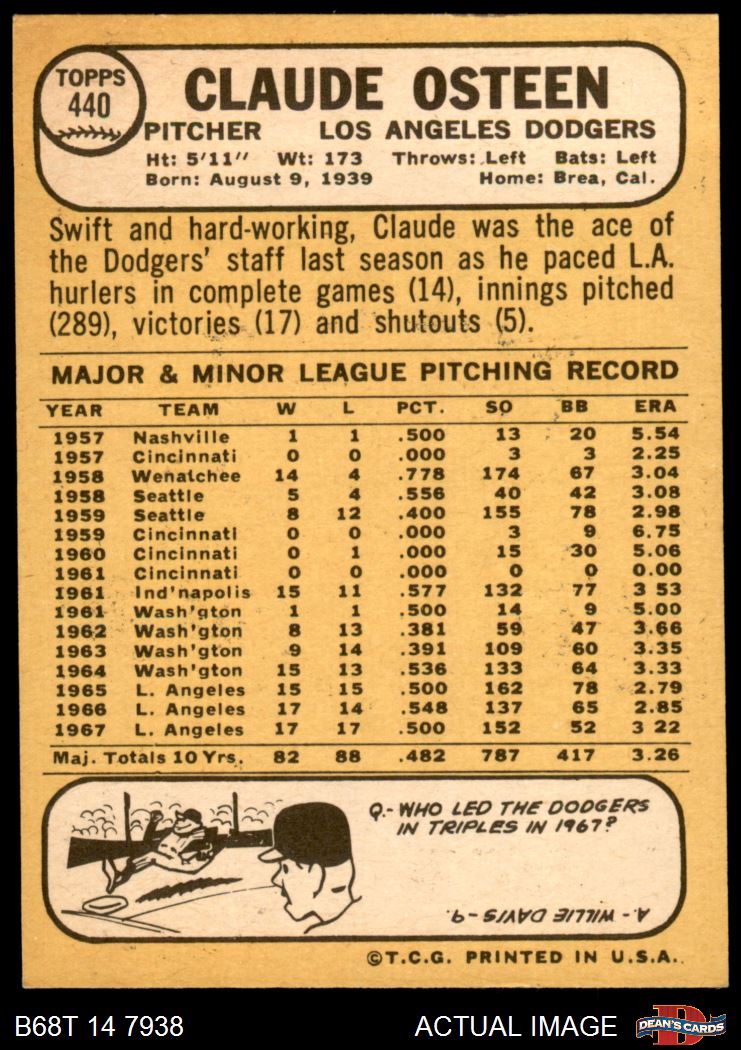 TOPPS
440
CLAUDE OSTEEN
PITCHER LOS ANGELES DODGERS
Ht: 5'11" Wt: 173 Throws: Left Bats: Left
Born: August 9, 1939 Home: Brea, Cal.
Swift and hard-working, Claude was the ace of
the Dodgers' staff last season as he paced L.A.
hurlers in complete games (14), innings pitched
(289), victories (17) and shutouts (5).
MAJOR & MINOR LEAGUE PITCHING RECORD
YEAR TEAM W L PCT. SO BB ERA
1957 Nashville 1 1 .500 13 20 5.54
1957 Cincinnati 0 0 .000 3 3 2.25
1958 Wenatchee 14 4 .778 174 67 3.04
1958 Seattle 5 4 .556 40 42 3.08
1959 Seattle 8 12 .400 155 78 2.98
1959 Cincinnati 0 0 .000 3 9 6.75
1960 Cincinnati 0 1 .000 15 30 5.06
1961 Cincinnati 0 0 .000 0 0 0.00
1961 Ind'napolis 15 11 .577 132 77 3 53
1961 Wash'gton 1 1 .500 14 9 5.00
1962 Wash'gton 8 13 .381 59 47 3.66
1963 Wash'gton 9 14 .391 109 60 3.35
1964 Wash'gton 15 13 .536 133 64 3.33
1965 L. Angeles 15 15 .500 162 78 2.79
1966 L. Angeles 17 14 .548 137 65 2.85
1967 L. Angeles 17 17 .500 152 52 3 22
Maj. Totals 10 Yrs. 82 88 .482 787 417 3.26
Q.-WHO LED THE DODGERS
IN TRIPLES IN 1967?
A.-WILLIE DAVIS-9.
©T.C.G. PRINTED IN U.S.A.
B68T 14 7938 ACTUAL IMAGE
D
DEAN'S CARDS